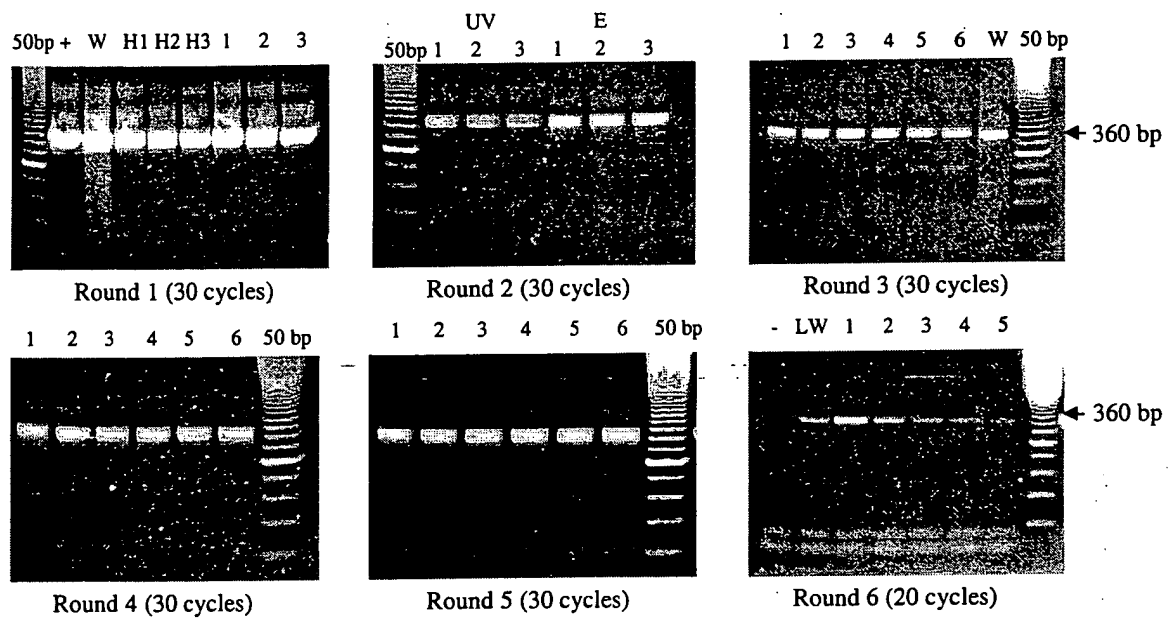 UV E
50bp + W H1 H2 H3 1 2 3
50bp 1 2 3 1 2 3
1 2 3 4 5 6 W 50 bp
360 bp
Round 1 (30 cycles)
Round 2 (30 cycles)
Round 3 (30 cycles)
1 2 3 4 5 6 50 bp
1 2 3 4 5 6 50 bp
- LW 1 2 3 4 5
360 bp
Round 4 (30 cycles)
Round 5 (30 cycles)
Round 6 (20 cycles)